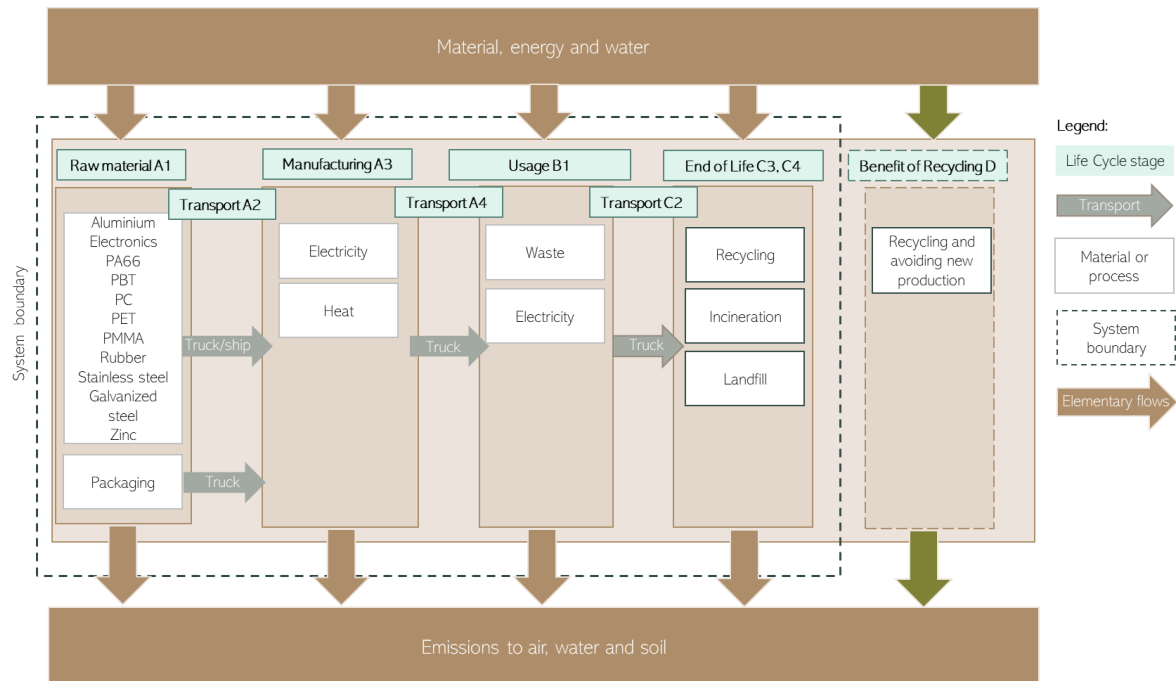 Material, energy and water
Raw material A1
Manufacturing A3
Usage B1
End of Life C3, C4
Benefit of Recycling D
Transport A2
Transport A4
Transport C2
System boundary
Aluminium
Electronics
PA66
PBT
PC
PET
PMMA
Rubber
Stainless steel
Galvanized
steel
Zinc
Packaging
Truck/ship
Truck
Electricity
Heat
Truck
Waste
Electricity
Truck
Recycling
Incineration
Landfill
Recycling and
avoiding new
production
Emissions to air, water and soil
Legend:
Life Cycle stage
Transport
Material or
process
System
boundary
Elementary flows